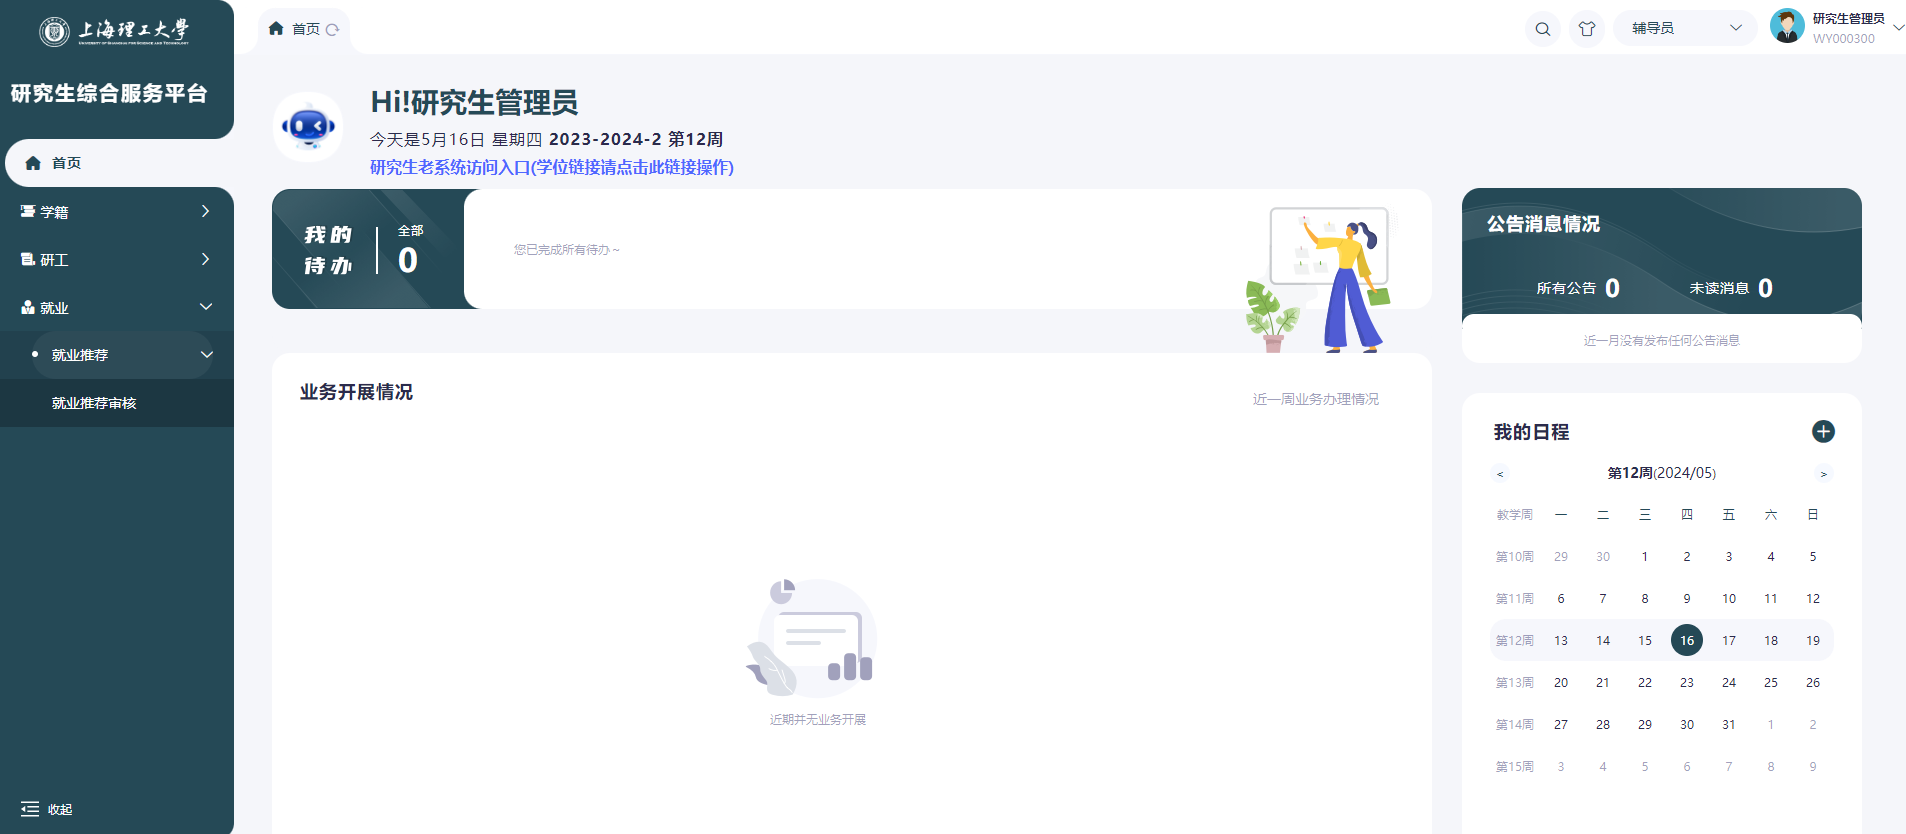 上海理工大學
UNIVERSITY OF SHANGHAI FOR SCIENCE AND TECHNOLOGY
研究生综合服务平台
首页
学籍
研工
就业
就业推荐
就业推荐审核
收起
首页
辅导员
研究生管理员
WY000300
Hi!研究生管理员
今天是5月16日 星期四 2023-2024-2 第12周
研究生老系统访问入口(学位链接请点击此链接操作)
我的
待办
全部
0
您已完成所有待办~
业务开展情况
近一周业务办理情况
近期并无业务开展
公告消息情况
所有公告 0
未读消息 0
近一月没有发布任何公告消息
我的日程
< 第12周(2024/05) >
教学周 一 二 三 四 五 六 日
第10周 29 30 1 2 3 4 5
第11周 6 7 8 9 10 11 12
第12周 13 14 15 16 17 18 19
第13周 20 21 22 23 24 25 26
第14周 27 28 29 30 31 1 2
第15周 3 4 5 6 7 8 9